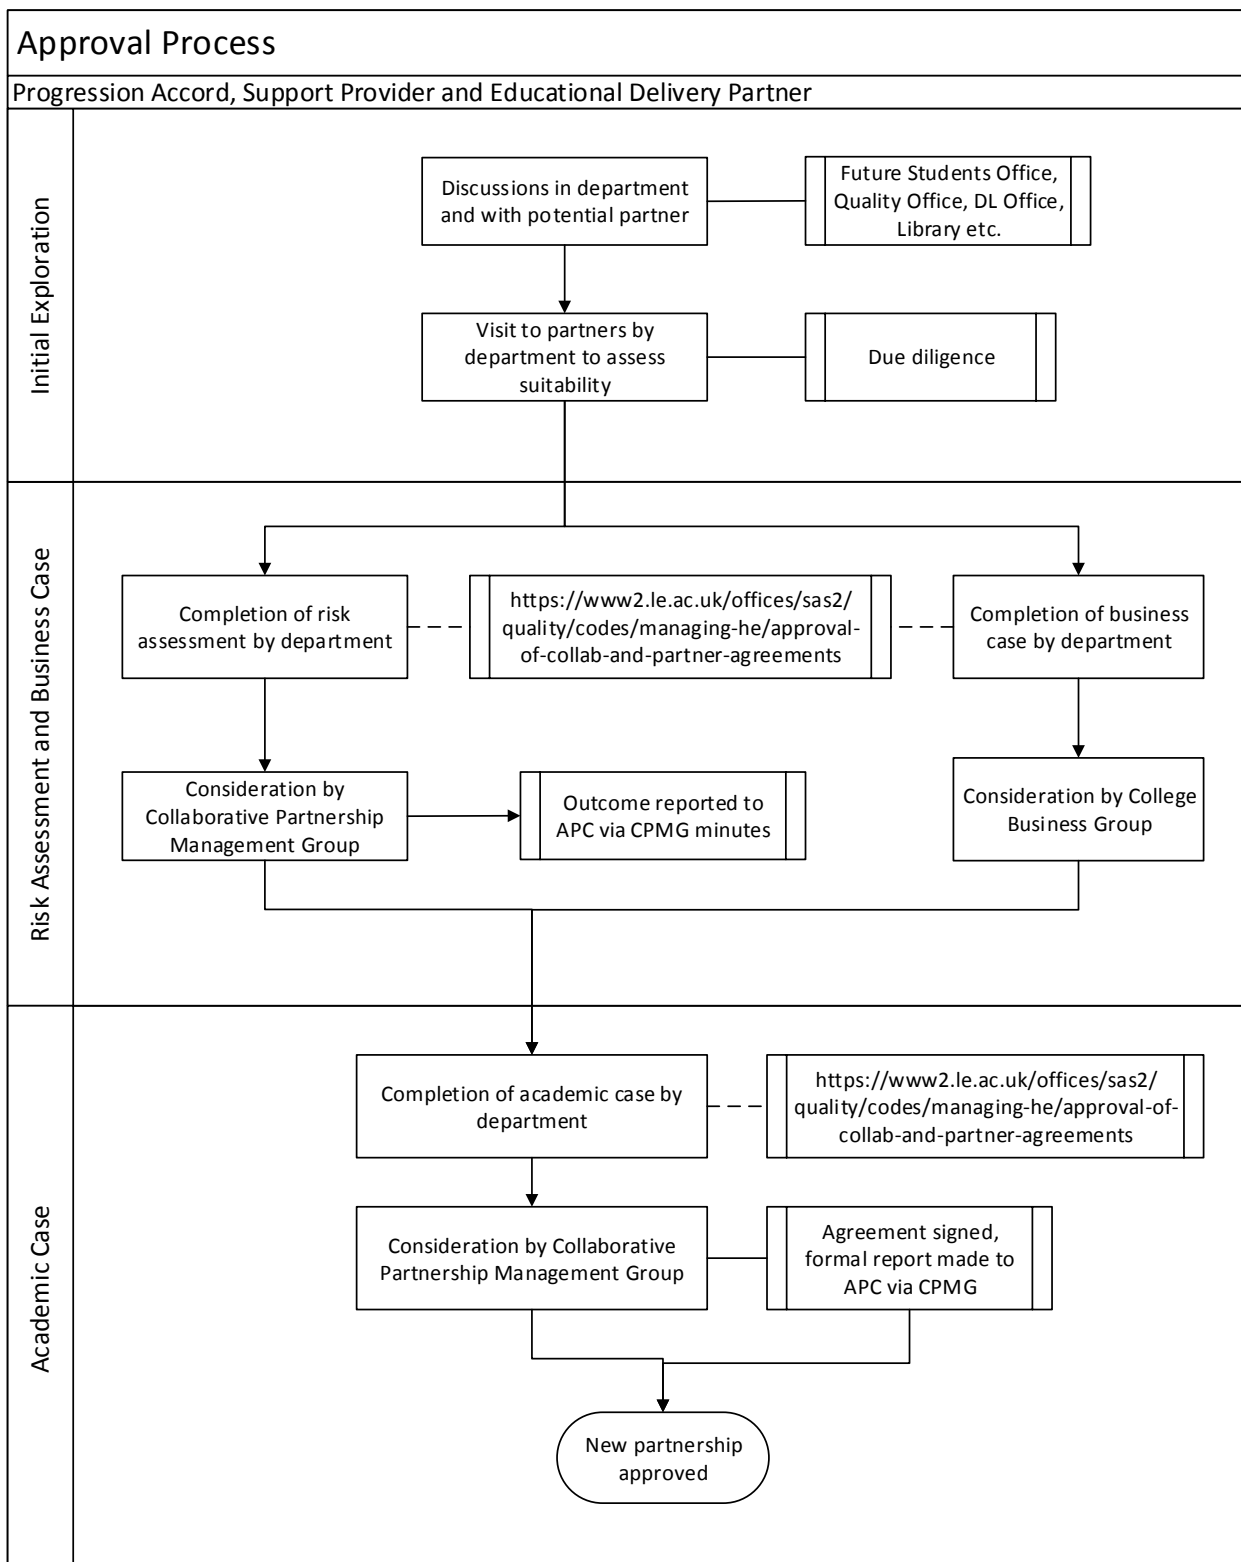 Approval Process
Progression Accord, Support Provider and Educational Delivery Partner
Initial Exploration
Discussions in department
and with potential partner
Future Students Office,
Quality Office, DL Office,
Library etc.
Visit to partners by
department to assess
suitability
Due diligence
Risk Assessment and Business Case
Completion of risk
assessment by department
https://www2.le.ac.uk/offices/sas2/
quality/codes/managing-he/approval-
of-collab-and-partner-agreements
Completion of business
case by department
Consideration by
Collaborative Partnership
Management Group
Outcome reported to
APC via CPMG minutes
Consideration by College
Business Group
Academic Case
Completion of academic case by
department
https://www2.le.ac.uk/offices/sas2/
quality/codes/managing-he/approval-of-
collab-and-partner-agreements
Consideration by Collaborative
Partnership Management Group
Agreement signed,
formal report made to
APC via CPMG
New partnership
approved